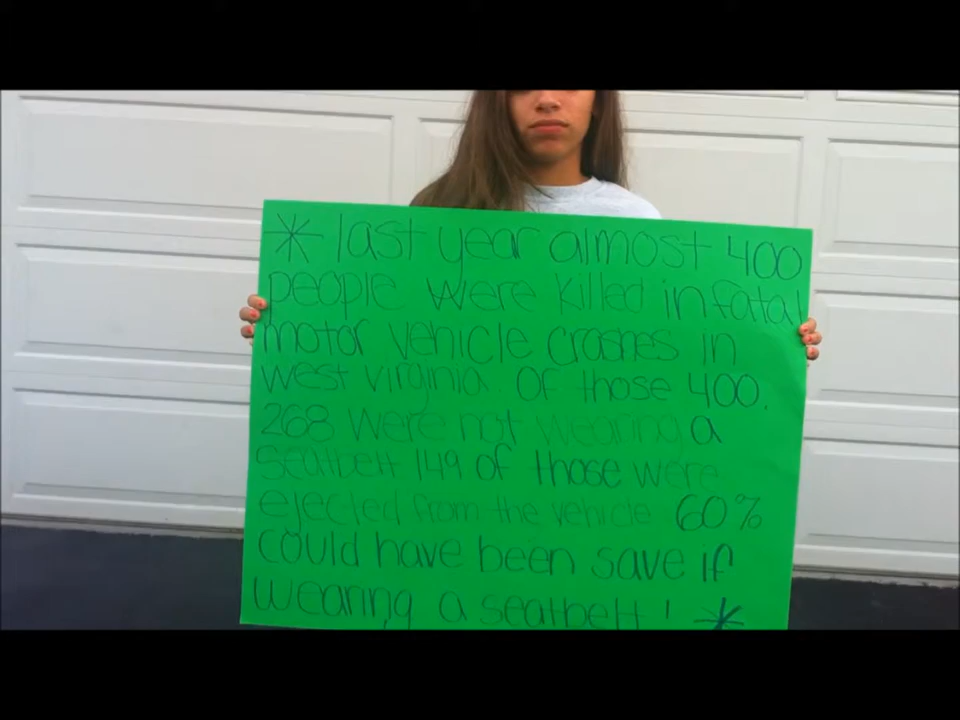 * last year almost 400
people were killed in fatal
motor vehicle crashes in
west virginia. Of those 400,
268 were not wearing a
seatbelt 149 of those were
ejected from the vehicle 60%
could have been save if
wearing a seatbelt! *